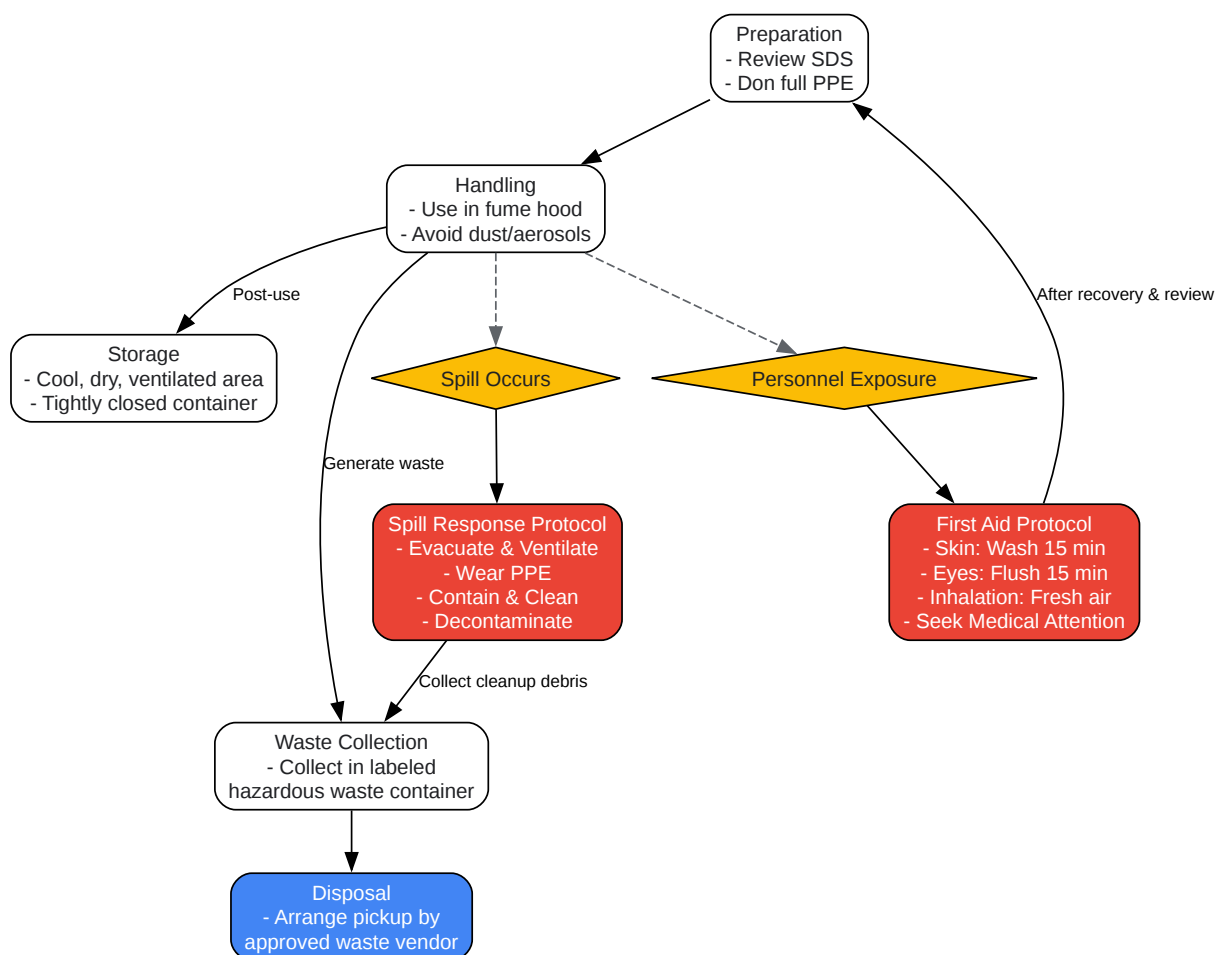 Preparation
- Review SDS
- Don full PPE
Handling
- Use in fume hood
- Avoid dust/aerosols
Post-use
After recovery & review
Storage
- Cool, dry, ventilated area
- Tightly closed container
Spill Occurs
Personnel Exposure
Generate waste
Spill Response Protocol
- Evacuate & Ventilate
- Wear PPE
- Contain & Clean
- Decontaminate
First Aid Protocol
- Skin: Wash 15 min
- Eyes: Flush 15 min
- Inhalation: Fresh air
- Seek Medical Attention
Collect cleanup debris
Waste Collection
- Collect in labeled
hazardous waste container
Disposal
- Arrange pickup by
approved waste vendor